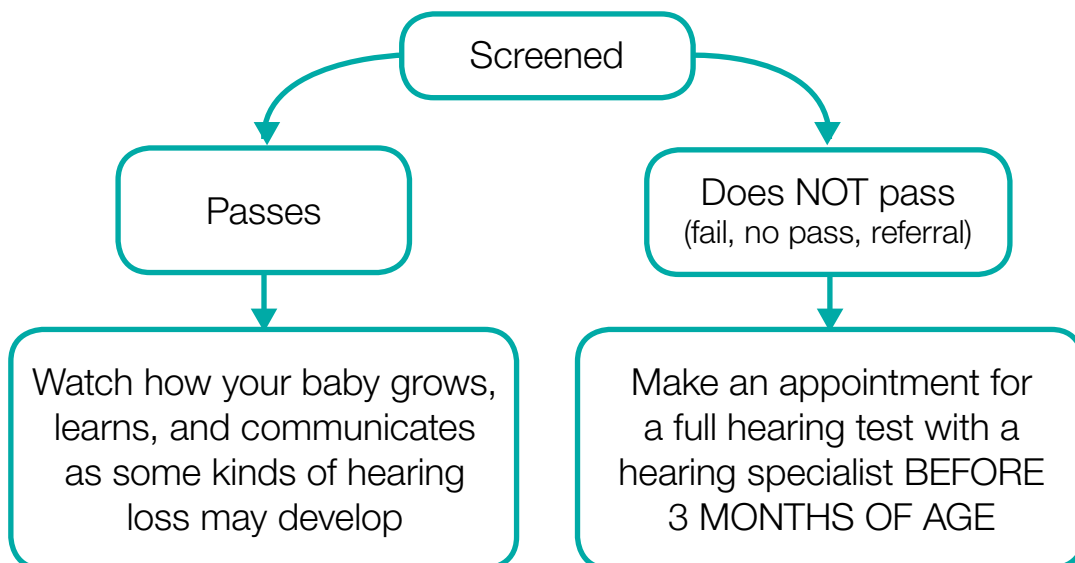 Screened
Passes
Does NOT pass
(fail, no pass, referral)
Watch how your baby grows,
learns, and communicates
as some kinds of hearing
loss may develop
Make an appointment for
a full hearing test with a
hearing specialist BEFORE
3 MONTHS OF AGE